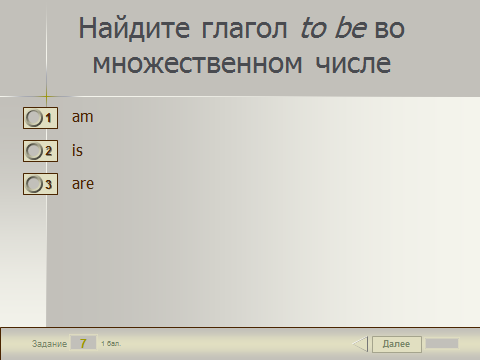 Найдите глагол to be во
множественном числе
1 am
2 is
3 are
Задание 7 1 бал. Далее